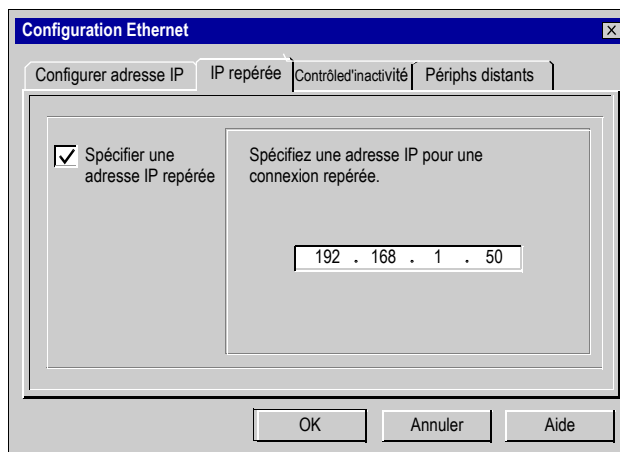 Configuration Ethernet
Configurer adresse IP IP repérée Contrôled'inactivité Périphs distants
Spécifier une
adresse IP repérée
Spécifiez une adresse IP pour une
connexion repérée.
192 . 168 . 1 . 50
OK Annuler Aide